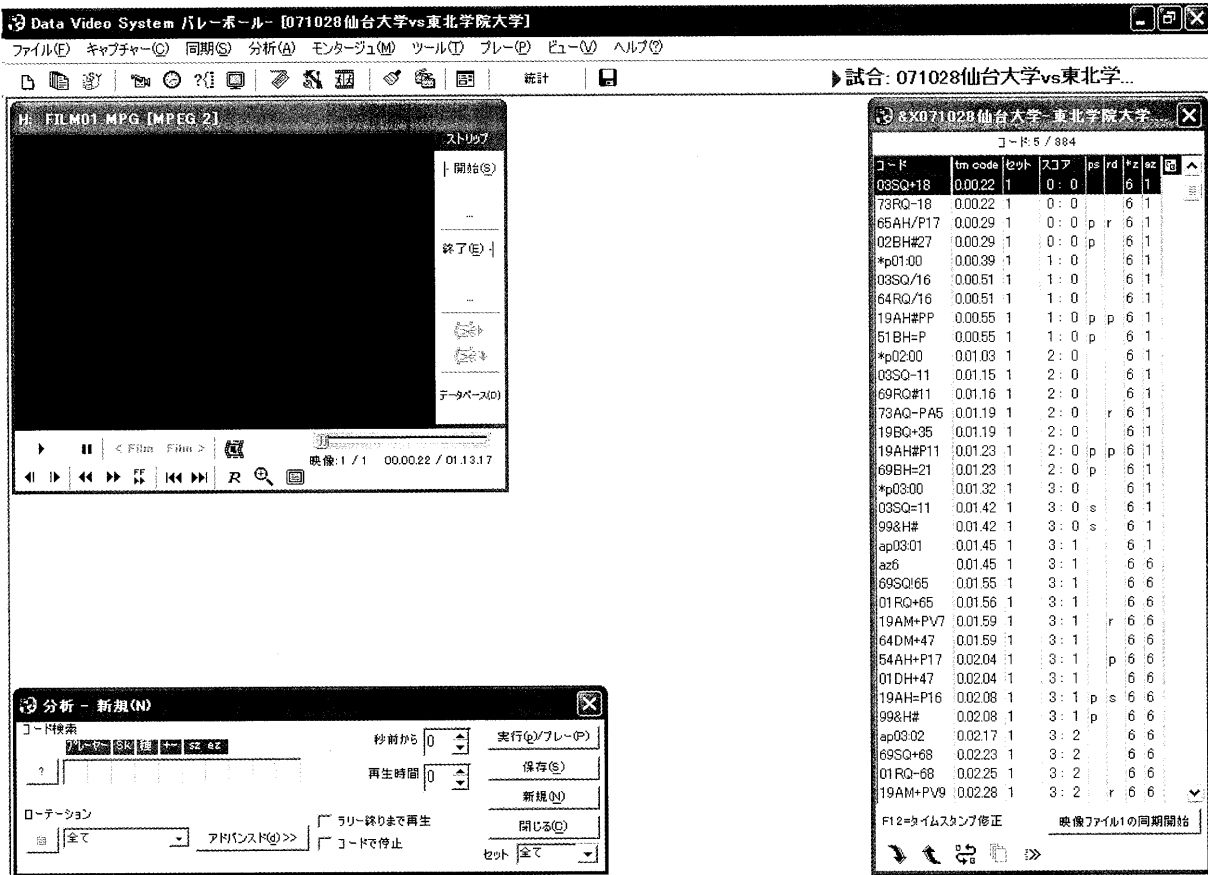 Data Video System バレーボール- [071028仙台大学vs東北学院大学]
ファイル(F) キャプチャー(C) 同期(S) 分析(A) モンタージュ(M) ツール(T) プレー(P) ビュー(V) ヘルプ(?)
統計
試合: 071028仙台大学vs東北学...
H: FILM01 MPG [MPEG 2]
ストリップ
開始(S)
...
終了(E)
...
データベース(D)
< Film Film >
映像:1 / 1 00.00.22 / 01.13.17
FF
R
&X071028仙台大学-東北学院大学...
コード:5 / 884
コード tm code セット スコア ps rd *z az
03SQ+18 0.00.22 1 0: 0 6 1
73RQ-18 0.00.22 1 0: 0 6 1
65AH/P17 0.00.29 1 0: 0 p r 6 1
02BH#27 0.00.29 1 0: 0 p 6 1
*p01:00 0.00.39 1 1: 0 6 1
03SQ/16 0.00.51 1 1: 0 6 1
64RQ/16 0.00.51 1 1: 0 6 1
19AH#PP 0.00.55 1 1: 0 p p 6 1
51BH=P 0.00.55 1 1: 0 p 6 1
*p02:00 0.01.03 1 2: 0 6 1
03SQ-11 0.01.15 1 2: 0 6 1
69RQ#11 0.01.16 1 2: 0 6 1
73AQ-PA5 0.01.19 1 2: 0 r 6 1
19BQ+35 0.01.19 1 2: 0 6 1
19AH#P11 0.01.23 1 2: 0 p p 6 1
69BH=21 0.01.23 1 2: 0 p 6 1
*p03:00 0.01.32 1 3: 0 6 1
03SQ=11 0.01.42 1 3: 0 s 6 1
99&H# 0.01.42 1 3: 0 s 6 1
ap03:01 0.01.45 1 3: 1 6 1
az6 0.01.45 1 3: 1 6 6
69SQ!65 0.01.55 1 3: 1 6 6
01RQ+65 0.01.56 1 3: 1 6 6
19AM+PV7 0.01.59 1 3: 1 r 6 6
64DM+47 0.01.59 1 3: 1 6 6
54AH+P17 0.02.04 1 3: 1 p 6 6
01DH+47 0.02.04 1 3: 1 6 6
19AH=P16 0.02.08 1 3: 1 p s 6 6
99&H# 0.02.08 1 3: 1 p 6 6
ap03:02 0.02.17 1 3: 2 6 6
69SQ+68 0.02.23 1 3: 2 6 6
01RQ-68 0.02.25 1 3: 2 6 6
19AM+PV9 0.02.28 1 3: 2 r 6 6
F12=タイムスタンプ修正 映像ファイル1の同期開始
分析 - 新規(N)
コード検索
プレーヤー Sk 種 +- sz ez
?
秒前から 0 実行(p)/プレー(P)
再生時間 0 保存(S)
新規(N)
ローテーション
全て アドバンスド(d)>>
ラリー終りまで再生
コードで停止
閉じる(C)
セット 全て